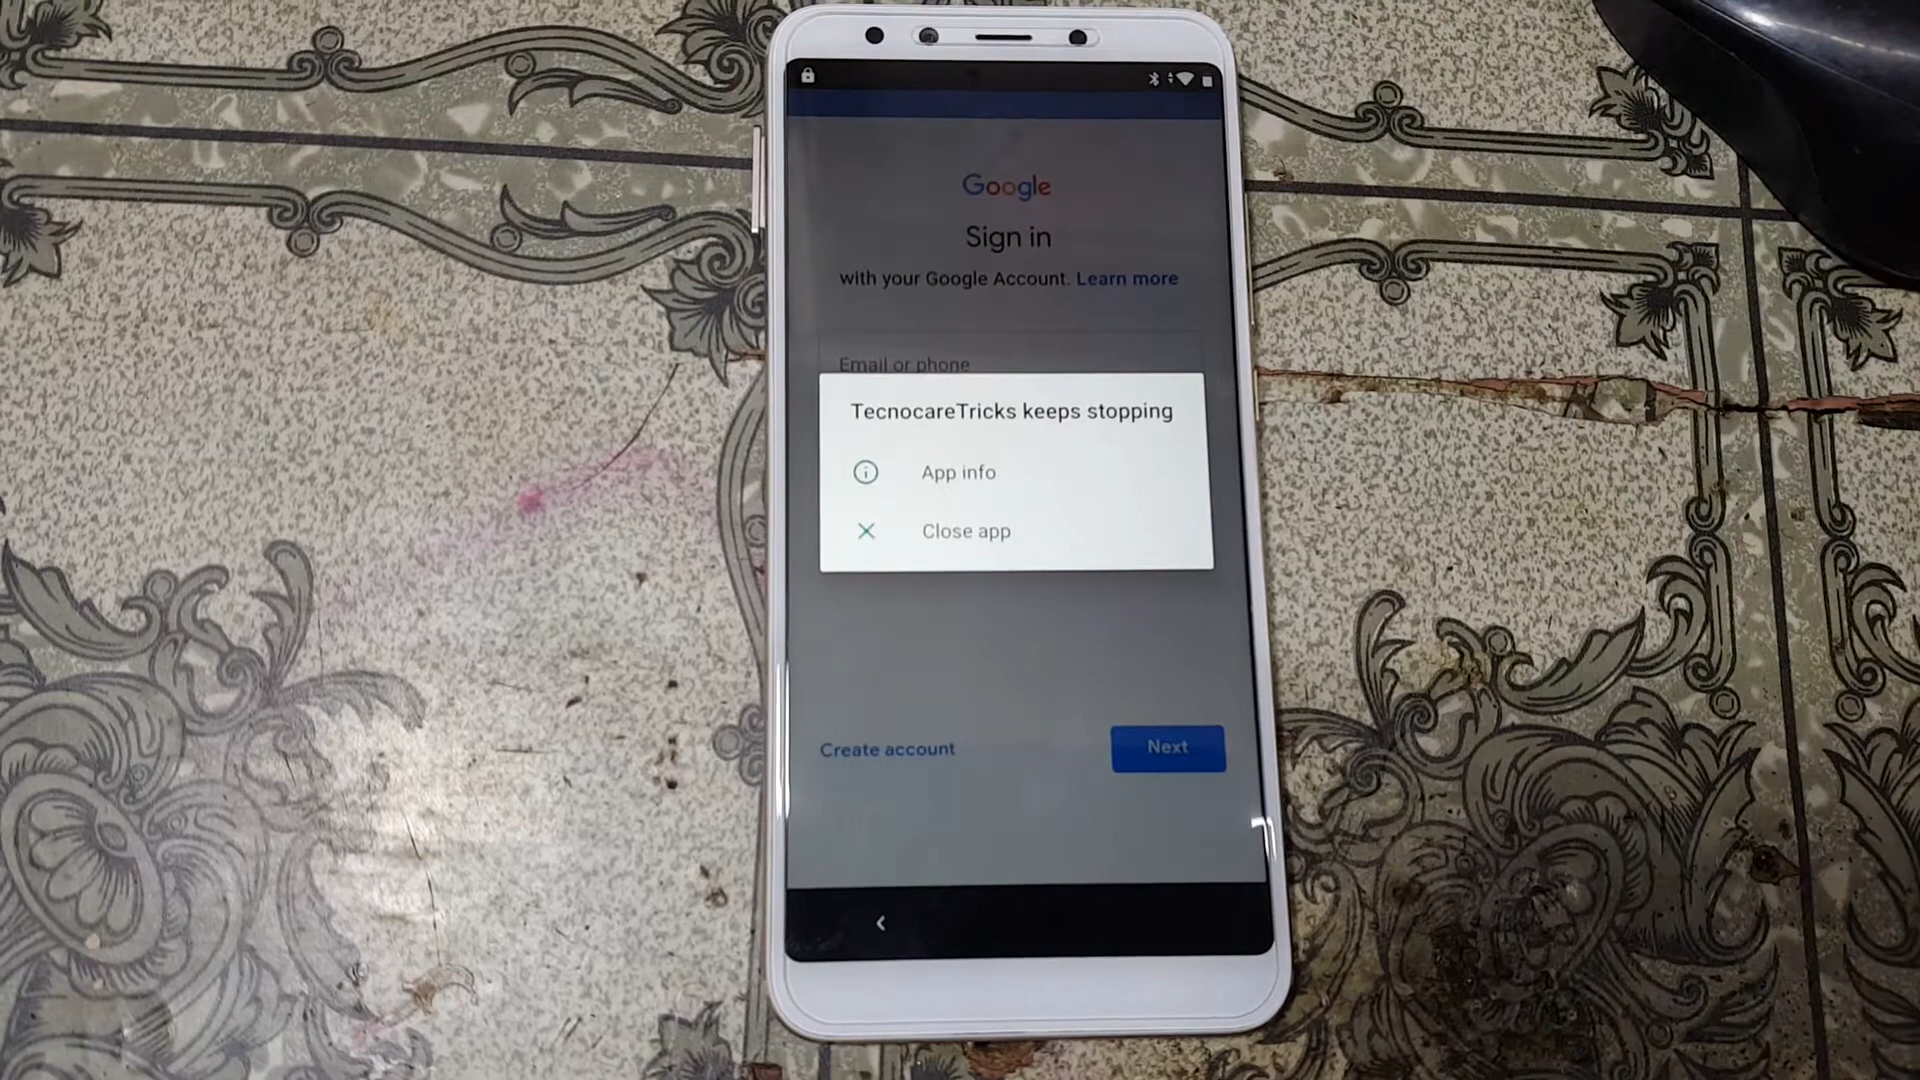 Google
Sign in
with your Google Account. Learn more
Email or phone
TecnocareTricks keeps stopping
App info
Close app
Create account
Next